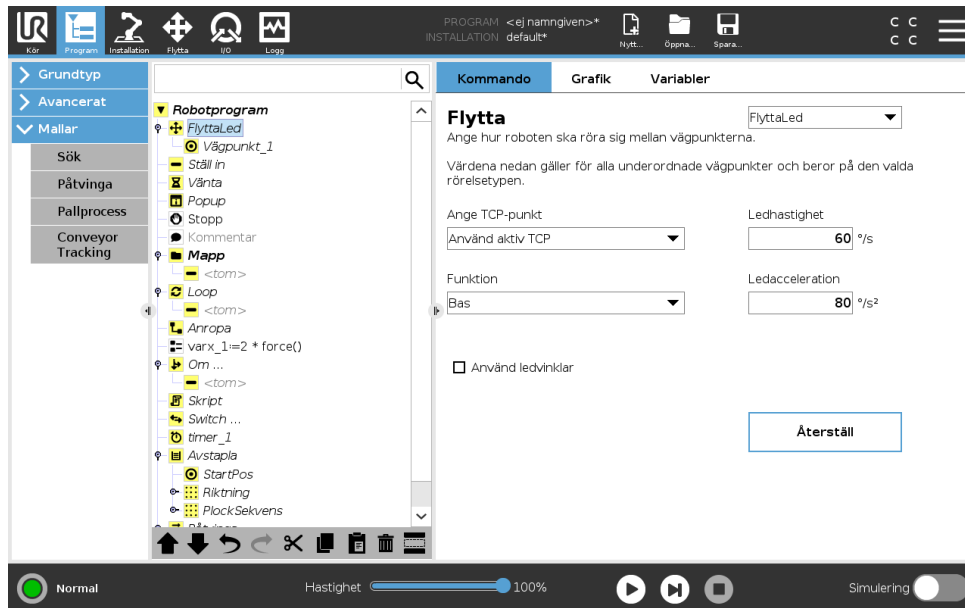 UR
Kör
Program
Installation
Flytta
I/O
Logg
PROGRAM <ej namngiven>*
INSTALLATION default*
Nytt...
Öppna...
Spara...
C C
C C
Grundtyp
Avancerat
Mallar
Sök
Påtvinga
Pallprocess
Conveyor
Tracking
Robotprogram
FlyttaLed
Vägpunkt_1
Ställ in
Vänta
Popup
Stopp
Kommentar
Mapp
<tom>
Loop
<tom>
Anropa
varx_1:=2 * force()
Om ...
<tom>
Skript
Switch ...
timer_1
Avstapla
StartPos
Riktning
PlockSekvens
Påtvinga
Kommando
Grafik
Variabler
Flytta
FlyttaLed
Ange hur roboten ska röra sig mellan vägpunkterna.
Värdena nedan gäller för alla underordnade vägpunkter och beror på den valda
rörelsetypen.
Ange TCP-punkt
Ledhastighet
Använd aktiv TCP
60 °/s
Funktion
Ledacceleration
Bas
80 °/s²
Använd ledvinklar
Återställ
Normal
Hastighet
100%
Simulering